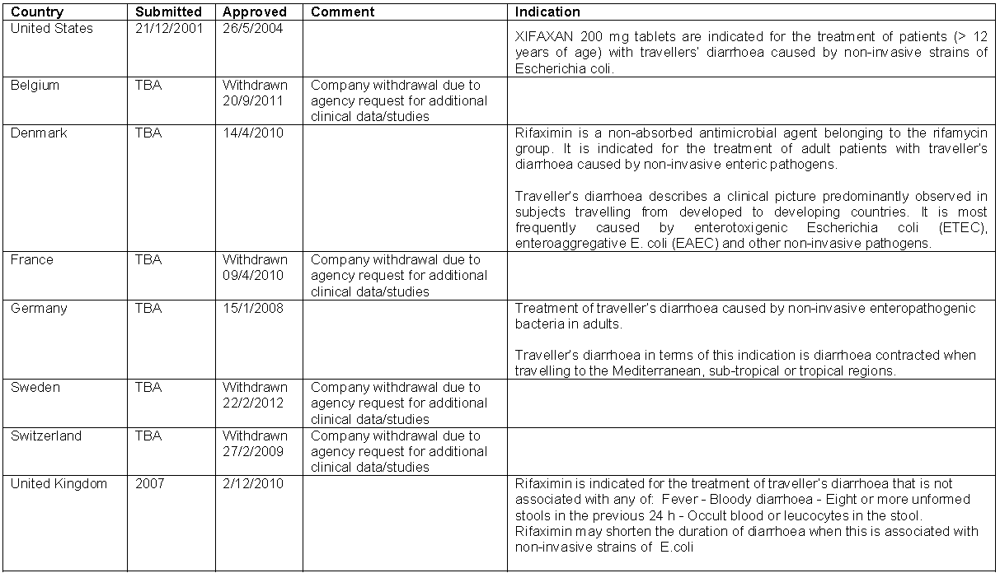 Country Submitted Approved Comment Indication
United States 21/12/2001 26/5/2004
XIFAXAN 200 mg tablets are indicated for the treatment of patients (> 12
years of age) with travellers' diarrhoea caused by non-invasive strains of
Escherichia coli.
Belgium TBA Withdrawn Company withdrawal due to
20/9/2011 agency request for additional
clinical data/studies
Denmark TBA 14/4/2010 Rifaximin is a non-absorbed antimicrobial agent belonging to the rifamycin
group. It is indicated for the treatment of adult patients with traveller's
diarrhoea caused by non-invasive enteric pathogens.
Traveller's diarrhoea describes a clinical picture predominantly observed in
subjects travelling from developed to developing countries. It is most
frequently caused by enterotoxigenic Escherichia coli (ETEC),
enteroaggregative E. coli (EAEC) and other non-invasive pathogens.
France TBA Withdrawn Company withdrawal due to
09/4/2010 agency request for additional
clinical data/studies
Germany TBA 15/1/2008 Treatment of traveller's diarrhoea caused by non-invasive enteropathogenic
bacteria in adults.
Traveller's diarrhoea in terms of this indication is diarrhoea contracted when
travelling to the Mediterranean, sub-tropical or tropical regions.
Sweden TBA Withdrawn Company withdrawal due to
22/2/2012 agency request for additional
clinical data/studies
Switzerland TBA Withdrawn Company withdrawal due to
27/2/2009 agency request for additional
clinical data/studies
United Kingdom 2007 2/12/2010 Rifaximin is indicated for the treatment of traveller's diarrhoea that is not
associated with any of: Fever - Bloody diarrhoea - Eight or more unformed
stools in the previous 24 h - Occult blood or leucocytes in the stool.
Rifaximin may shorten the duration of diarrhoea when this is associated with
non-invasive strains of E.coli